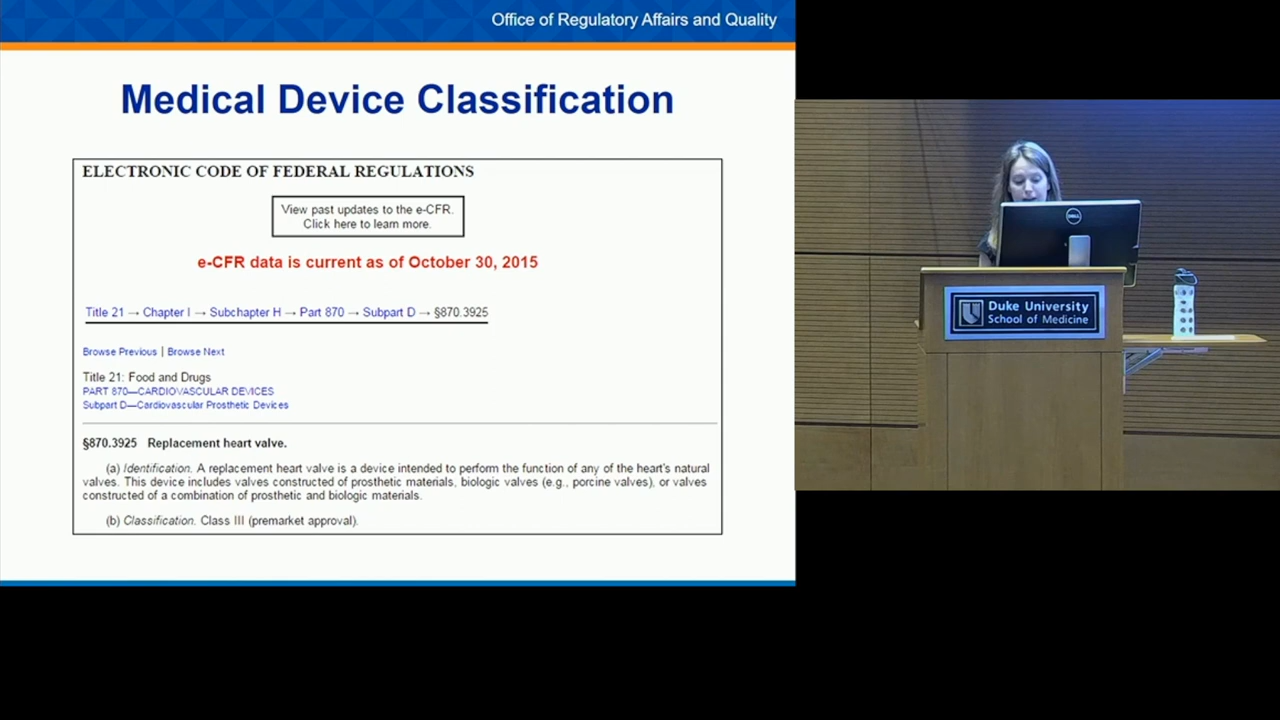 Office of Regulatory Affairs and Quality
Medical Device Classification
ELECTRONIC CODE OF FEDERAL REGULATIONS
View past updates to the e-CFR.
Click here to learn more.
e-CFR data is current as of October 30, 2015
Title 21 → Chapter I → Subchapter H → Part 870 → Subpart D → §870.3925
Browse Previous | Browse Next
Title 21: Food and Drugs
PART 870—CARDIOVASCULAR DEVICES
Subpart D—Cardiovascular Prosthetic Devices
§870.3925 Replacement heart valve.
(a) Identification. A replacement heart valve is a device intended to perform the function of any of the heart's natural
valves. This device includes valves constructed of prosthetic materials, biologic valves (e.g., porcine valves), or valves
constructed of a combination of prosthetic and biologic materials.
(b) Classification. Class III (premarket approval).
DELL
Duke University
School of Medicine